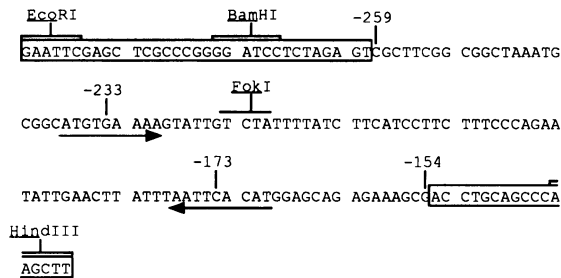 EcoRI BamHI -259
GAATTCGAGC TCGCCCGGGG ATCCTCTAGA GTCGCTTCGG CGGCTAAATG
-233 FokI
CGGCATGTGA AAAGTATTGT CTATTTTATC TTCATCCTTC TTTCCCAGAA
-173 -154
TATTGAACTT ATTTAATTCA CATGGAGCAG AGAAAGCGAC CTGCAGCCCA
HindIII
AGCTT